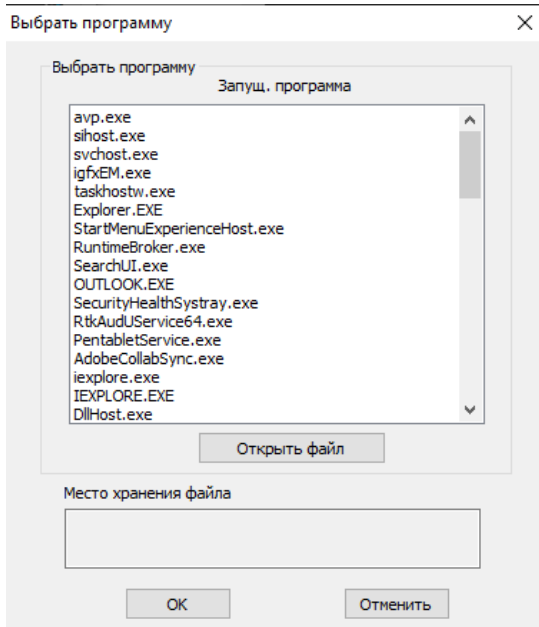 Выбрать программу
Выбрать программу
Запущ. программа
avp.exe
sihost.exe
svchost.exe
igfxEM.exe
taskhostw.exe
Explorer.EXE
StartMenuExperienceHost.exe
RuntimeBroker.exe
SearchUI.exe
OUTLOOK.EXE
SecurityHealthSystray.exe
RtkAudUService64.exe
PentabletService.exe
AdobeCollabSync.exe
iexplore.exe
IEXPLORE.EXE
DllHost.exe
Открыть файл
Место хранения файла
OK
Отменить